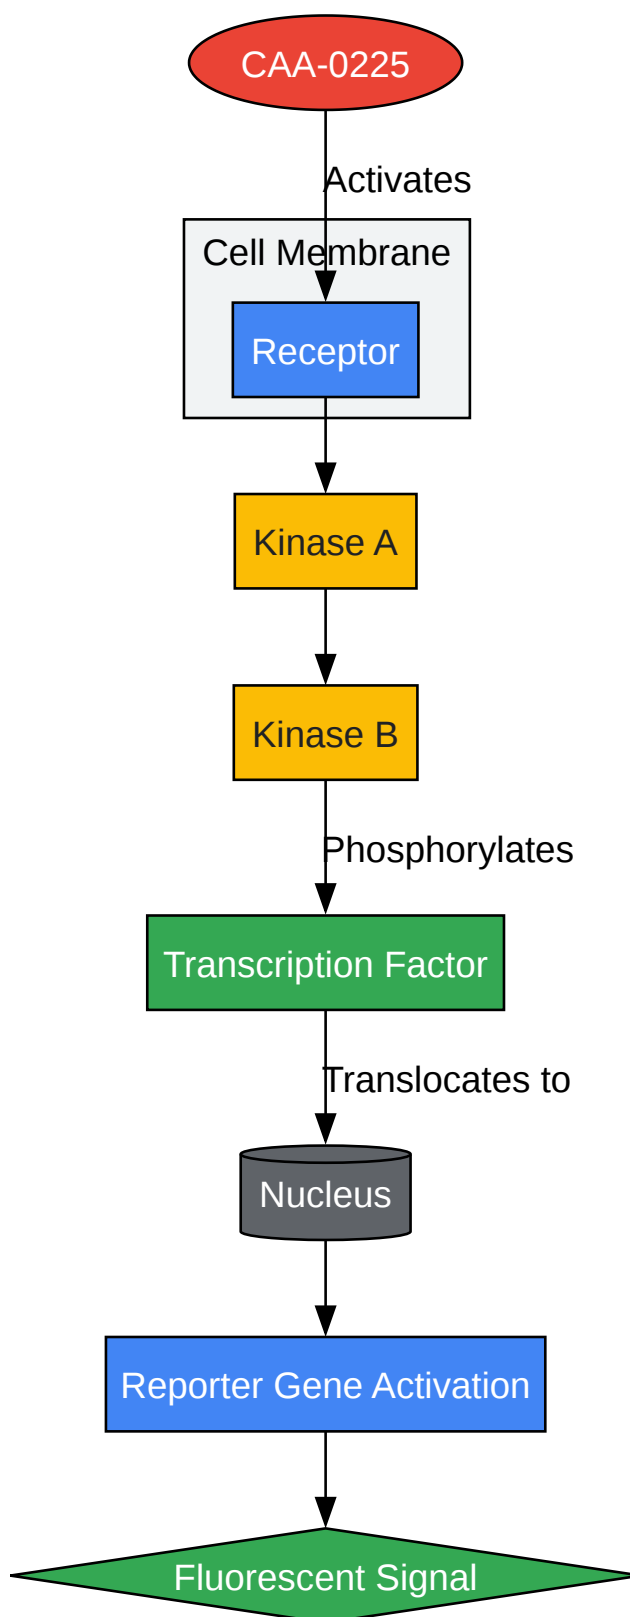 CAA-0225
Activates
Cell Membrane
Receptor
Kinase A
Kinase B
Phosphorylates
Transcription Factor
Translocates to
Nucleus
Reporter Gene Activation
Fluorescent Signal